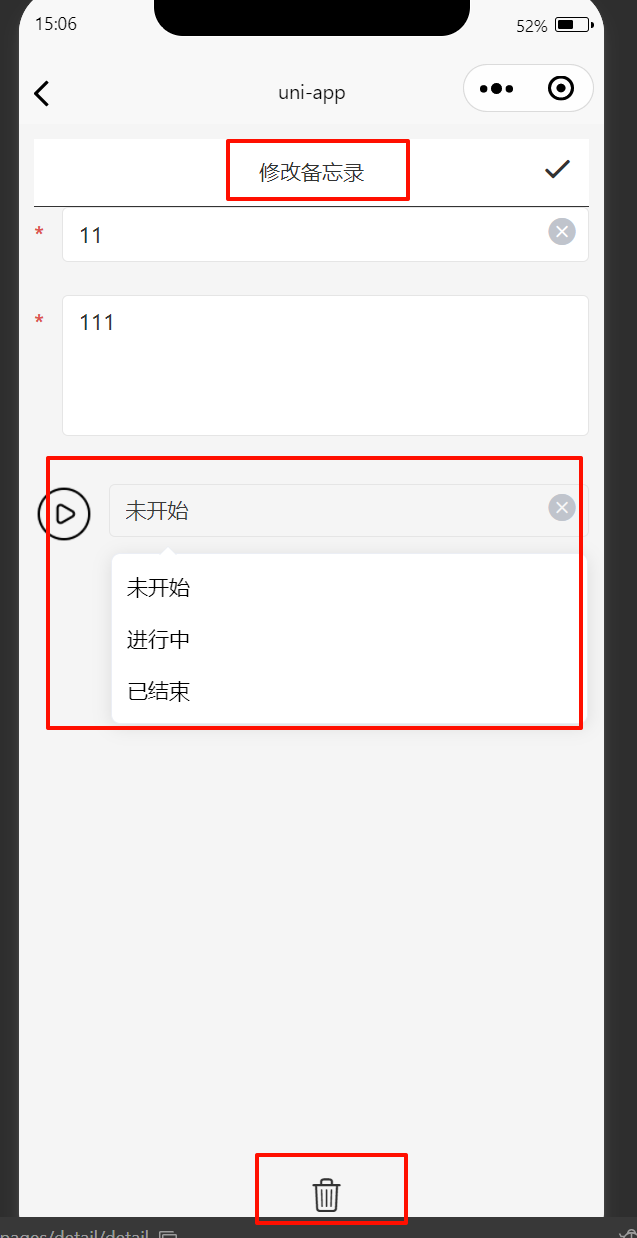 15:06
52%
uni-app
修改备忘录
* 11
* 111
未开始
未开始
进行中
已结束
pages/detail/detail